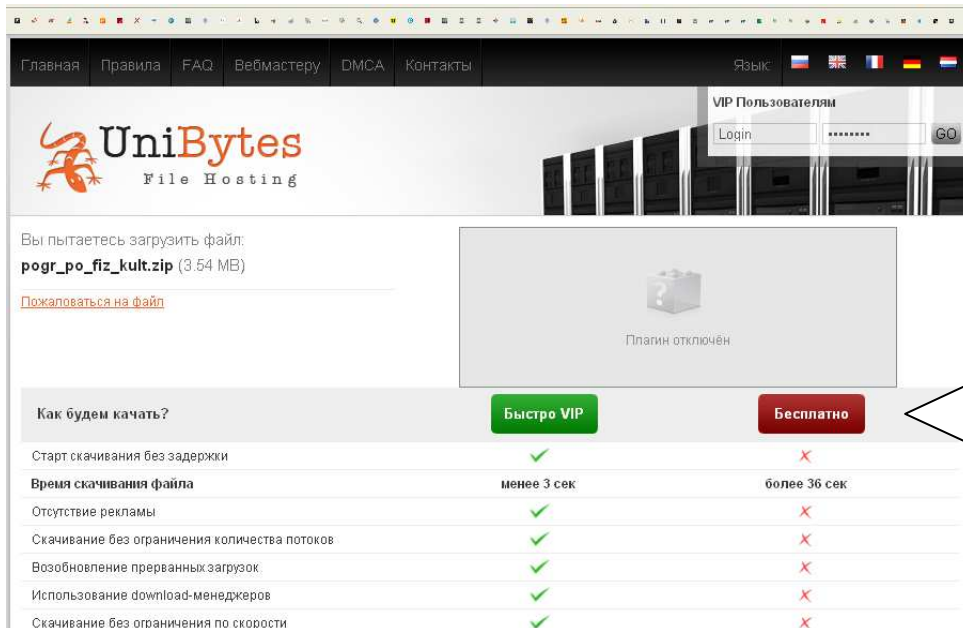 Главная Правила FAQ Вебмастеру DMCA Контакты Язык:
VIP Пользователям
Login GO
UniBytes
File Hosting
Вы пытаетесь загрузить файл:
pogr_po_fiz_kult.zip (3.54 MB)
Пожаловаться на файл
Плагин отключён
Как будем качать? Быстро VIP Бесплатно
Старт скачивания без задержки
Время скачивания файла менее 3 сек более 36 сек
Отсутствие рекламы
Скачивание без ограничения количества потоков
Возобновление прерванных загрузок
Использование download-менеджеров
Скачивание без ограничения по скорости